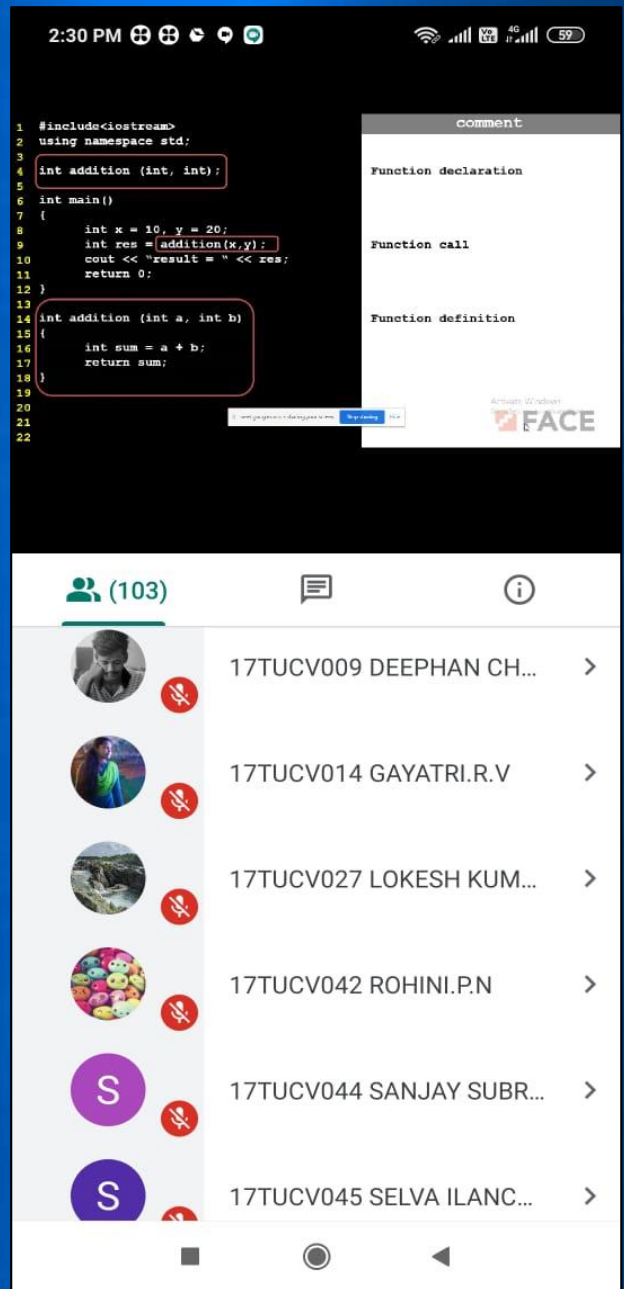 2:30 PM 4G 59
comment
1 #include<iostream>
2 using namespace std;
3
4 int addition (int, int); Function declaration
5
6 int main()
7 {
8 int x = 10, y = 20;
9 int res = addition(x,y); Function call
10 cout << "result = " << res;
11 return 0;
12 }
13
14 int addition (int a, int b) Function definition
15 {
16 int sum = a + b;
17 return sum;
18 }
19
20 Activate Windows
21 FACE
22
(103)
17TUCV009 DEEPHAN CH...
17TUCV014 GAYATRI.R.V
17TUCV027 LOKESH KUM...
17TUCV042 ROHINI.P.N
S 17TUCV044 SANJAY SUBR...
S 17TUCV045 SELVA ILANC...